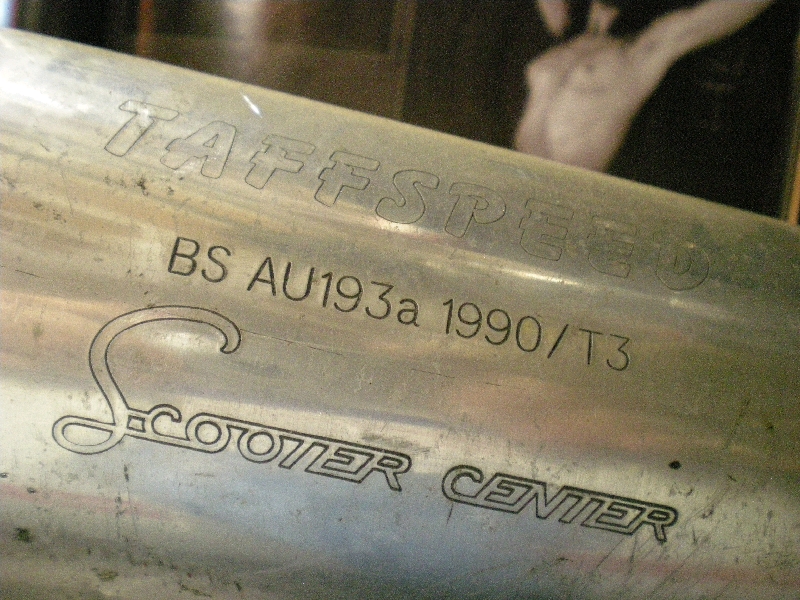 TAFFSPEED
BS AU193a 1990/T3
SCOOTER CENTER